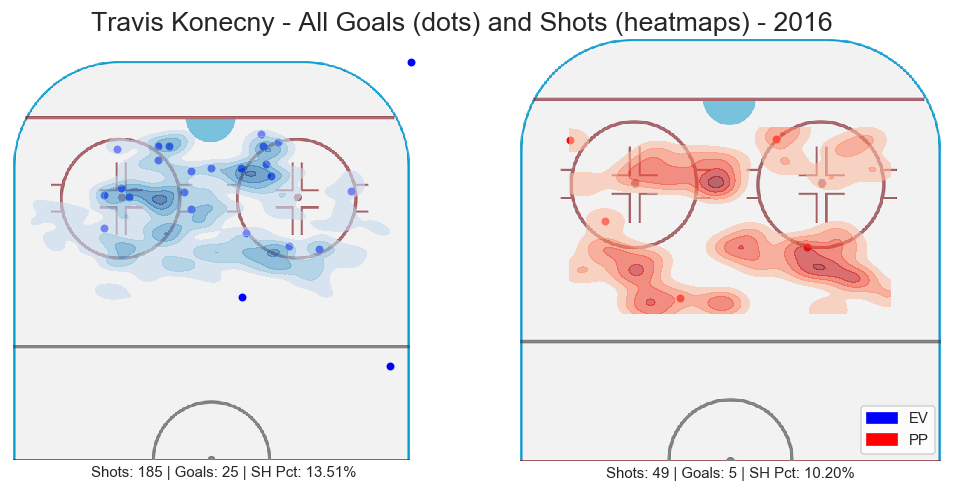 Travis Konecny - All Goals (dots) and Shots (heatmaps) - 2016
EV
PP
Shots: 185 | Goals: 25 | SH Pct: 13.51%
Shots: 49 | Goals: 5 | SH Pct: 10.20%